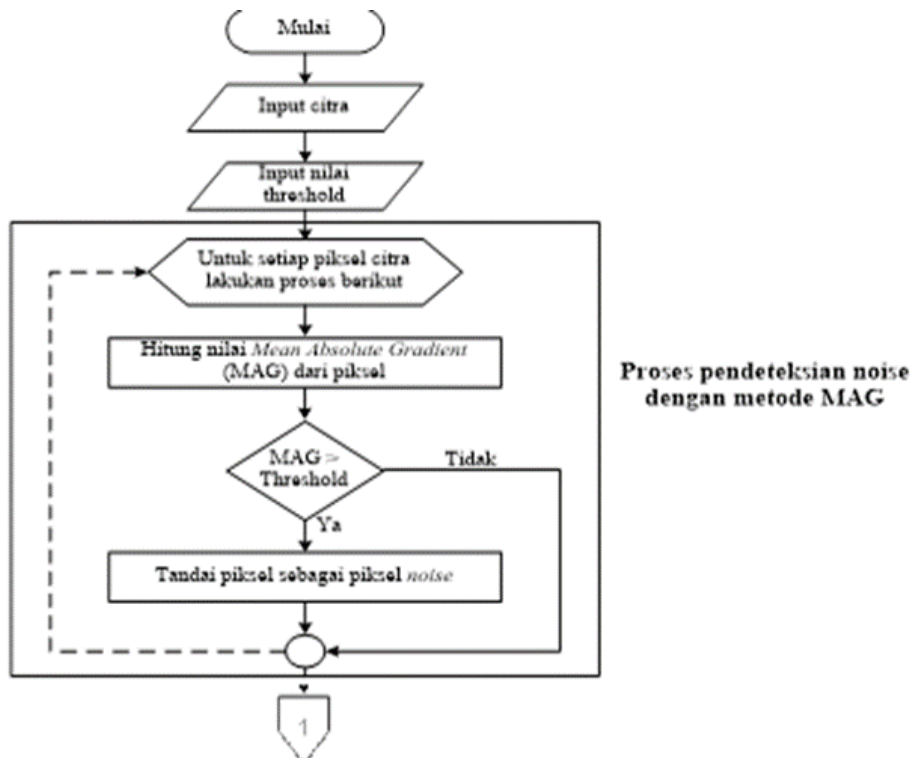 Mulai
Input citra
Input nilai
threshold
Untuk setiap piksel citra
lakukan proses berikut
Hitung nilai Mean Absolute Gradient
(MAG) dari piksel
Proses pendeteksian noise
dengan metode MAG
MAG >
Threshold
Tidak
Ya
Tandai piksel sebagai piksel noise
1